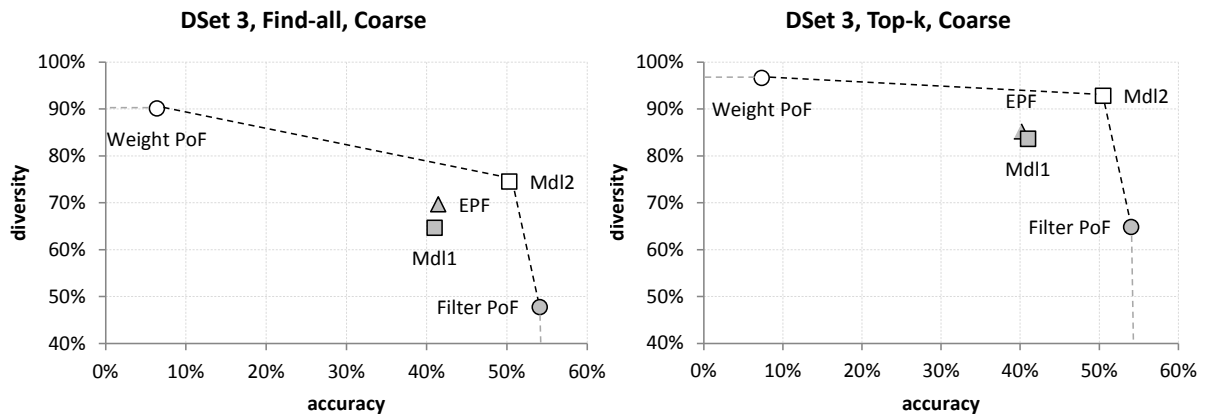 DSet 3, Find-all, Coarse
100%
90%
80%
70%
60%
50%
40%
diversity
Weight PoF
Mdl2
EPF
Mdl1
Filter PoF
0% 10% 20% 30% 40% 50% 60%
accuracy
DSet 3, Top-k, Coarse
100%
90%
80%
70%
60%
50%
40%
diversity
Weight PoF
EPF
Mdl2
Mdl1
Filter PoF
0% 10% 20% 30% 40% 50% 60%
accuracy